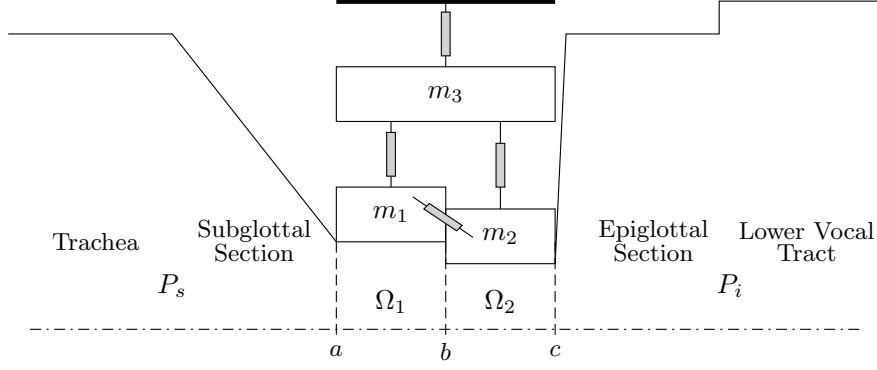 m3
m1
m2
Trachea
Subglottal
Section
Epiglottal
Section
Lower Vocal
Tract
Ps
Ω1
Ω2
Pi
a
b
c